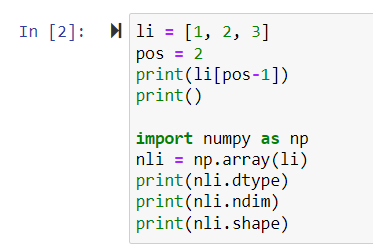 In [2]: li = [1, 2, 3]
pos = 2
print(li[pos-1])
print()
import numpy as np
nli = np.array(li)
print(nli.dtype)
print(nli.ndim)
print(nli.shape)